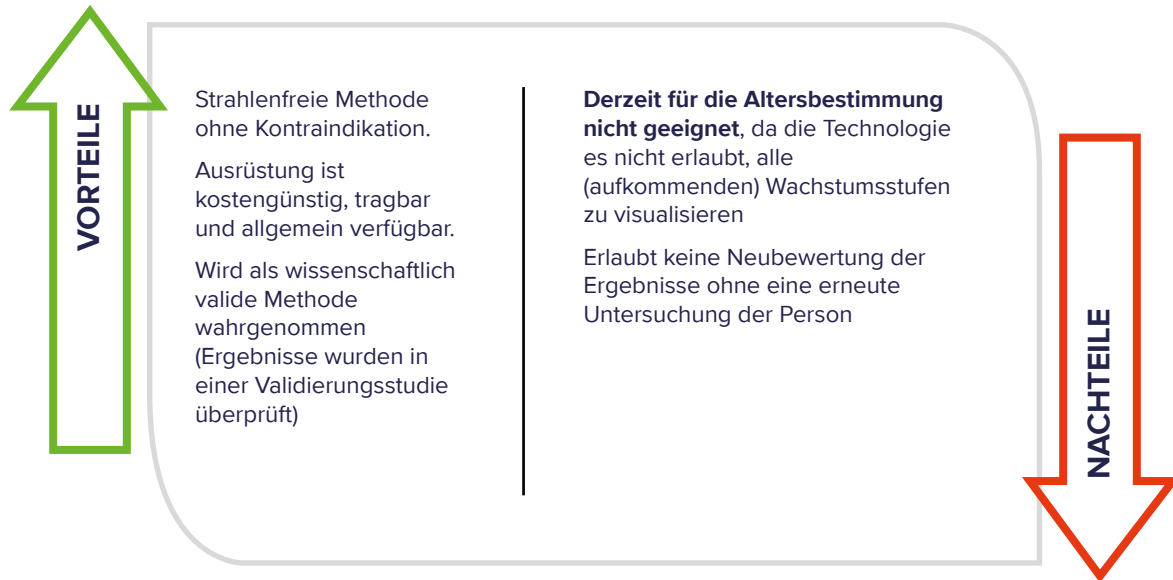 VORTEILE
Strahlenfreie Methode
ohne Kontraindikation.
Ausrüstung ist
kostengünstig, tragbar
und allgemein verfügbar.
Wird als wissenschaftlich
valide Methode
wahrgenommen
(Ergebnisse wurden in
einer Validierungsstudie
überprüft)
Derzeit für die Altersbestimmung
nicht geeignet, da die Technologie
es nicht erlaubt, alle
(aufkommenden) Wachstumsstufen
zu visualisieren
Erlaubt keine Neubewertung der
Ergebnisse ohne eine erneute
Untersuchung der Person
NACHTEILE